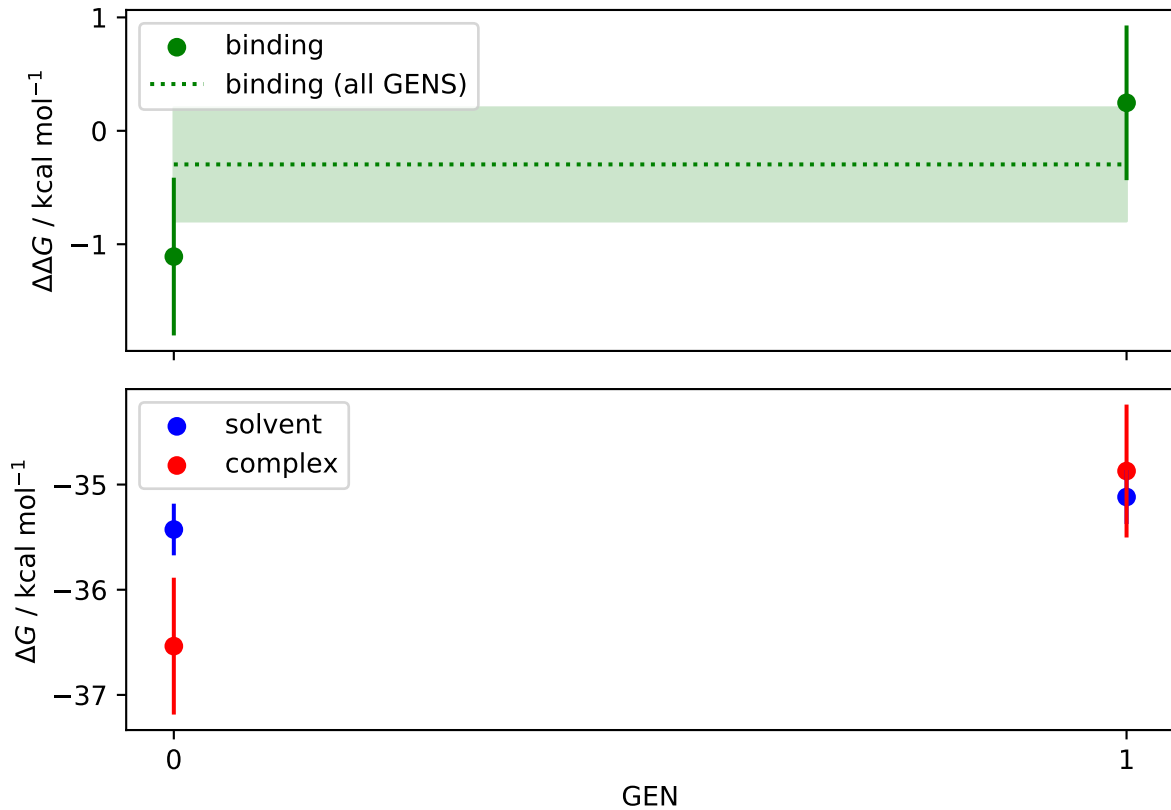 1
0
−1
ΔΔG / kcal mol⁻¹
binding
binding (all GENS)
−35
−36
−37
ΔG / kcal mol⁻¹
solvent
complex
0
1
GEN